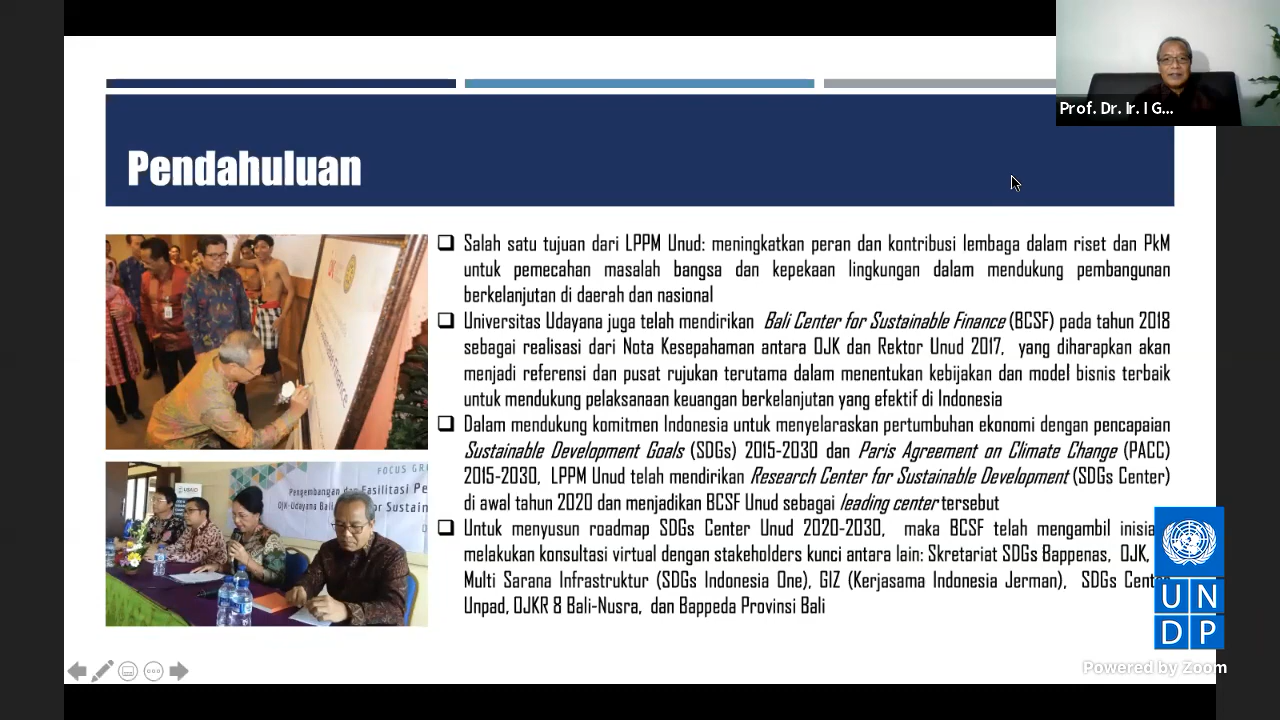 Prof. Dr. Ir. I G...
Pendahuluan
Salah satu tujuan dari LPPM Unud: meningkatkan peran dan kontribusi lembaga dalam riset dan PkM
untuk pemecahan masalah bangsa dan kepekaan lingkungan dalam mendukung pembangunan
berkelanjutan di daerah dan nasional
Universitas Udayana juga telah mendirikan Bali Center for Sustainable Finance (BCSF) pada tahun 2018
sebagai realisasi dari Nota Kesepahaman antara OJK dan Rektor Unud 2017, yang diharapkan akan
menjadi referensi dan pusat rujukan terutama dalam menentukan kebijakan dan model bisnis terbaik
untuk mendukung pelaksanaan keuangan berkelanjutan yang efektif di Indonesia
Dalam mendukung komitmen Indonesia untuk menyelaraskan pertumbuhan ekonomi dengan pencapaian
Sustainable Development Goals (SDGs) 2015-2030 dan Paris Agreement on Climate Change (PACC)
2015-2030, LPPM Unud telah mendirikan Research Center for Sustainable Development (SDGs Center)
di awal tahun 2020 dan menjadikan BCSF Unud sebagai leading center tersebut
Untuk menyusun roadmap SDGs Center Unud 2020-2030, maka BCSF telah mengambil inisia
melakukan konsultasi virtual dengan stakeholders kunci antara lain: Skretariat SDGs Bappenas, OJK,
Multi Sarana Infrastruktur (SDGs Indonesia One), GIZ (Kerjasama Indonesia Jerman), SDGs Cente
Unpad, OJKR 8 Bali-Nusra, dan Bappeda Provinsi Bali
FOCUS GR
Pengembangan dan Fasilitasi Pe
OJK-Udayana Bali for Sustain
USAID
UN
DP
Powered by Zoom